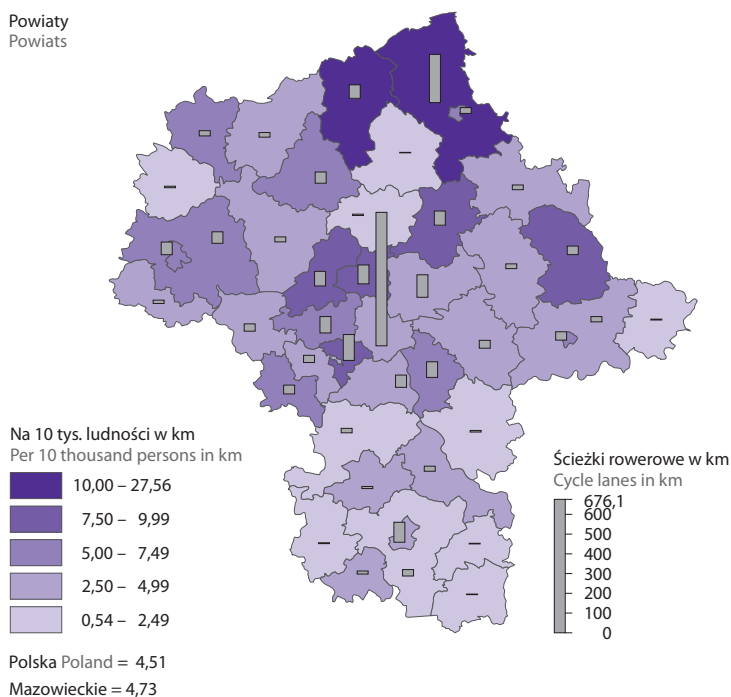 Powiaty
Powiats
Na 10 tys. ludności w km
Per 10 thousand persons in km
10,00 – 27,56
7,50 – 9,99
5,00 – 7,49
2,50 – 4,99
0,54 – 2,49
Polska Poland = 4,51
Mazowieckie = 4,73
Ścieżki rowerowe w km
Cycle lanes in km
676,1
600
500
400
300
200
100
0